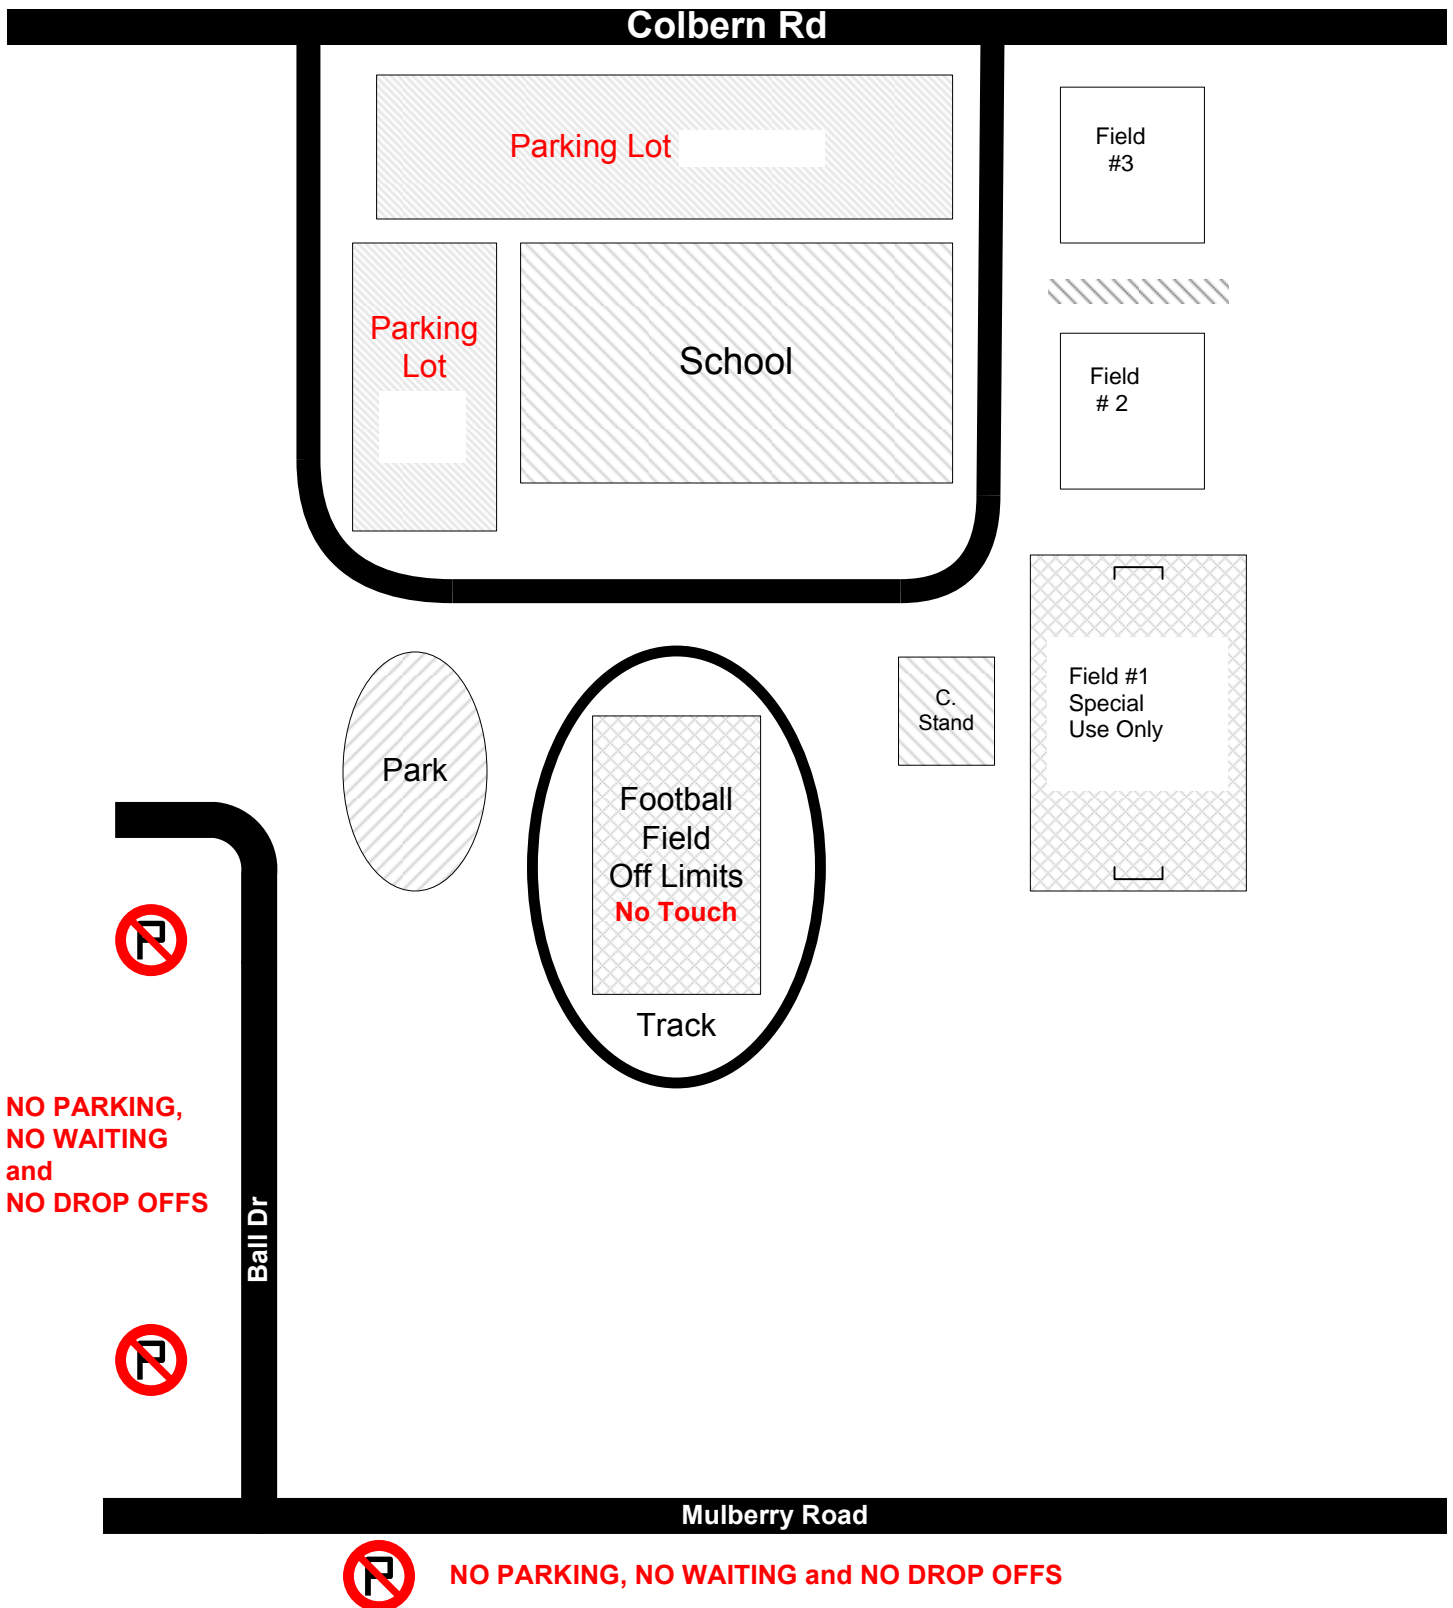 Colbern Rd
Parking Lot
Field
#3
Parking
Lot
School
Field
# 2
Field #1
Special
Use Only
C.
Stand
Park
Football
Field
Off Limits
No Touch
Track
P
NO PARKING,
NO WAITING
and
NO DROP OFFS
Ball Dr
P
Mulberry Road
P
NO PARKING, NO WAITING and NO DROP OFFS